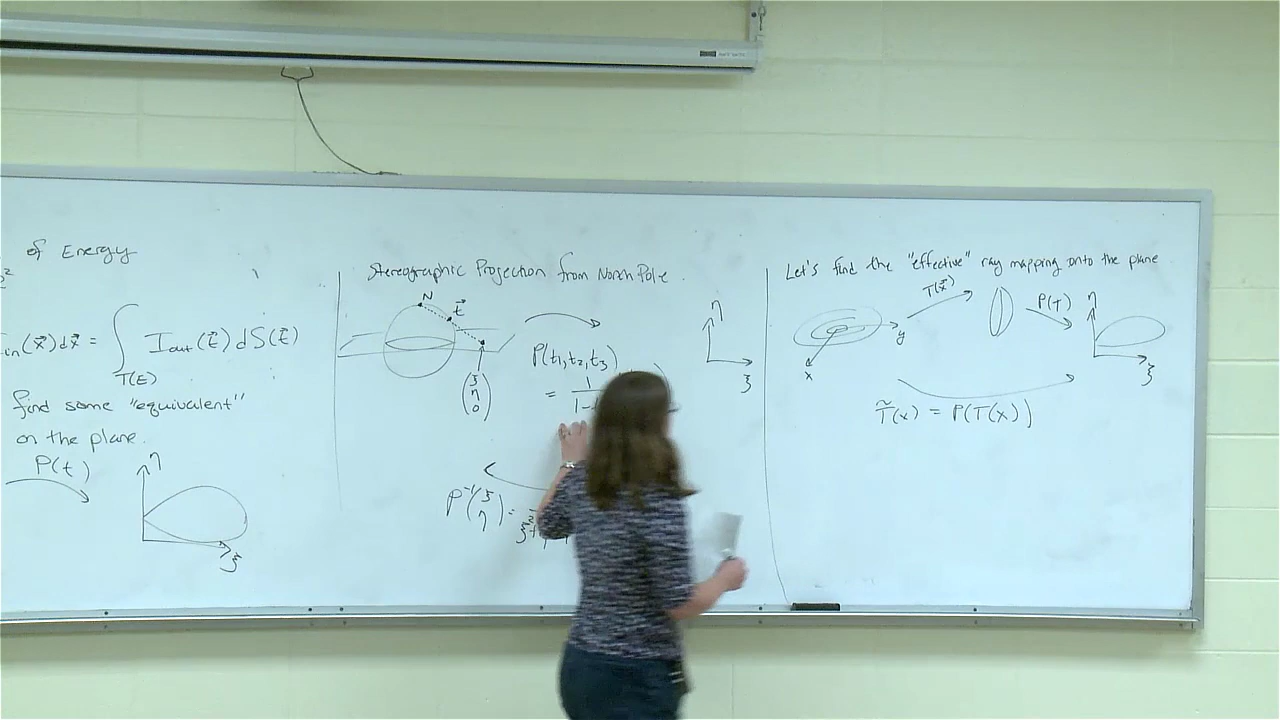 of Energy
in(x⃗)dx⃗ = ∫ I_out(t⃗) dS(t⃗)
T(E)
find some "equivalent"
on the plane.
P(t)
η
ξ
Stereographic Projection from North Pole.
N
t⃗
ξ
η
0
P(t₁,t₂,t₃)
= 1
1-
η
ξ
P⁻¹(ξ
η) =
Let's find the "effective" ray mapping onto the plane
T(x⃗)
P(T)
y
x
η
ξ
T̃(x) = P(T(x))